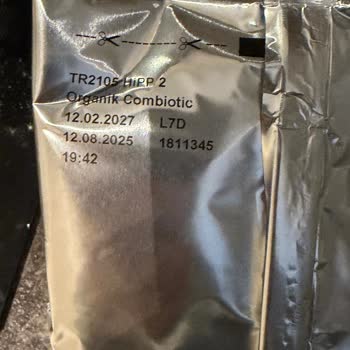 TR2105 HiPP 2
Organik Combiotic
12.02.2027 L7D
12.08.2025 1811345
19:42